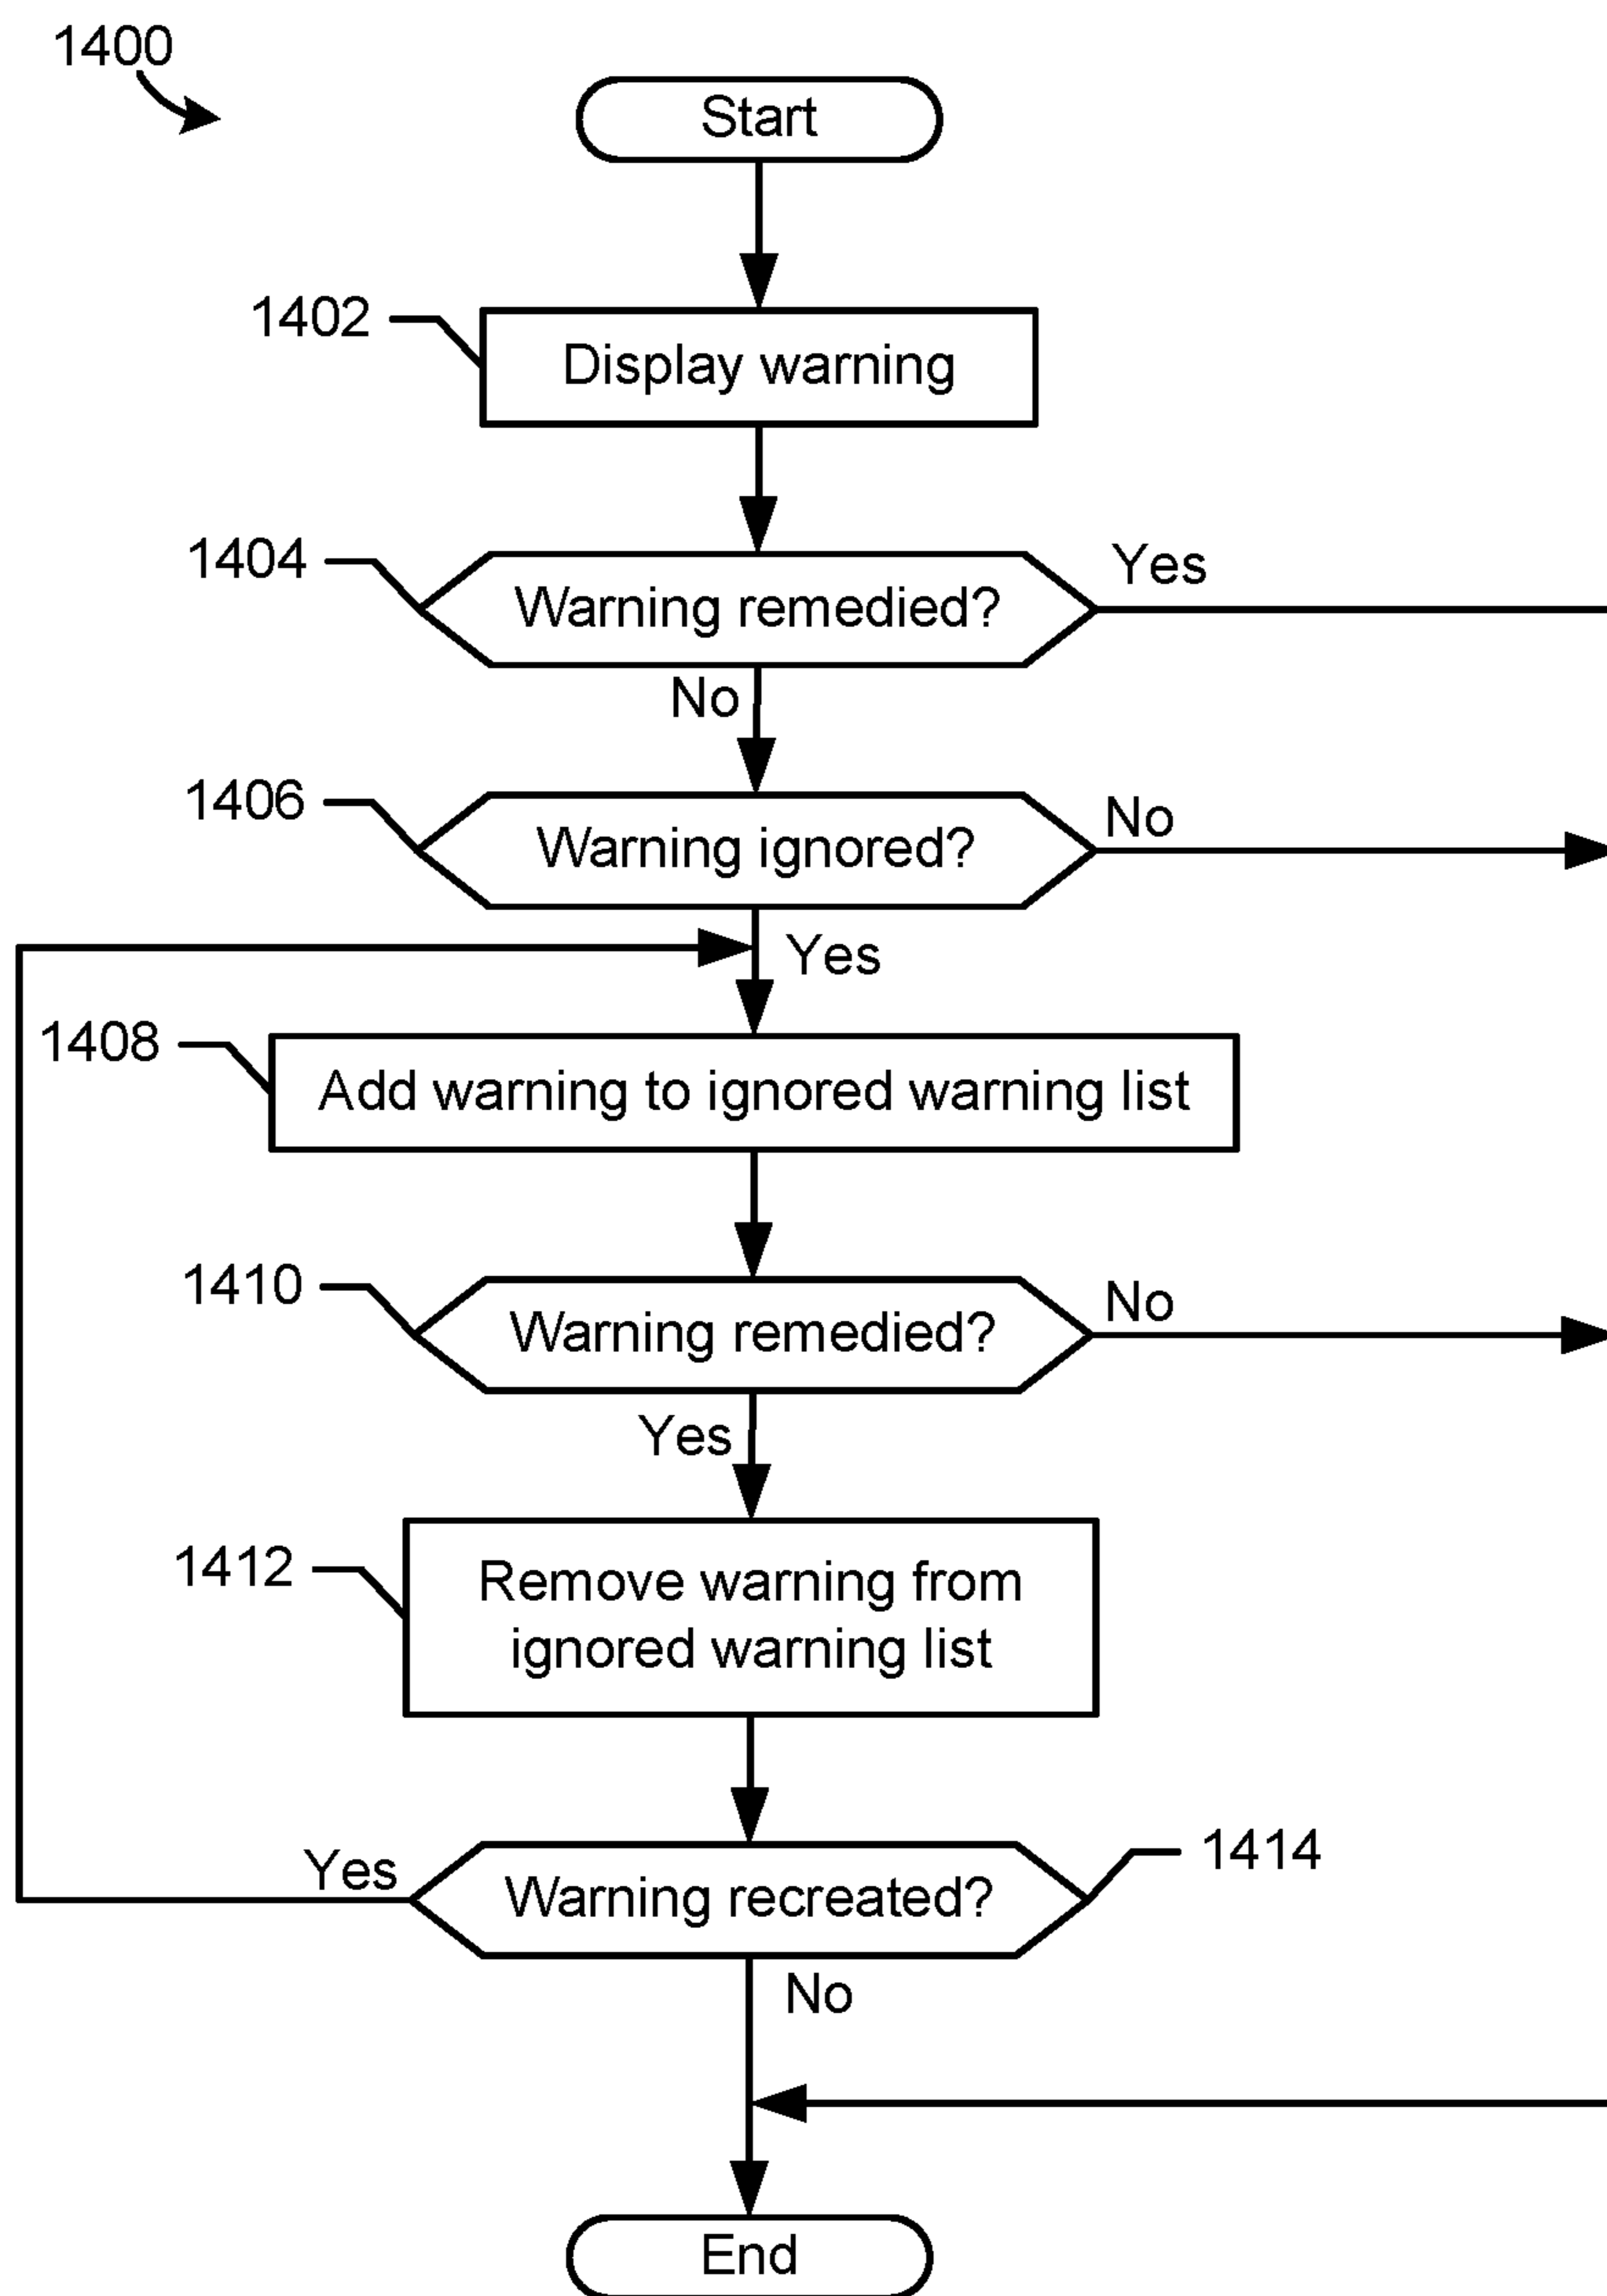 1400
Start
1402
Display warning
1404
Warning remedied?
Yes
No
1406
Warning ignored?
No
Yes
1408
Add warning to ignored warning list
1410
Warning remedied?
No
Yes
1412
Remove warning from
ignored warning list
1414
Yes
Warning recreated?
No
End